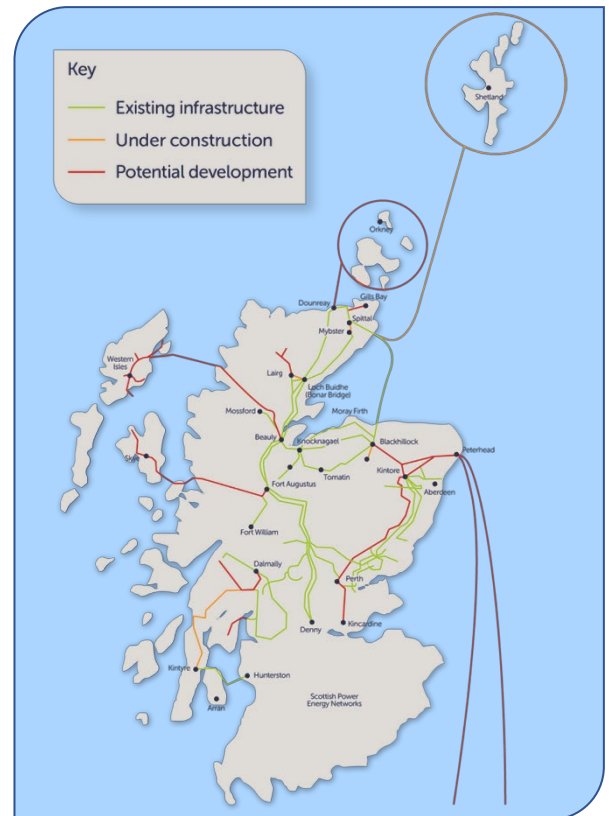 Key
Existing infrastructure
Under construction
Potential development
Shetland
Orkney
Gills Bay
Dounreay
Spittal
Mybster
Western
Isles
Lairg
Loch Buidhe
(Bonar Bridge)
Mossford
Moray Firth
Beauly
Knocknagael
Blackhillock
Peterhead
Skye
Tomatin
Kintore
Fort Augustus
Aberdeen
Fort William
Dalmally
Perth
Denny
Kincardine
Kintyre
Hunterston
Arran
Scottish Power
Energy Networks